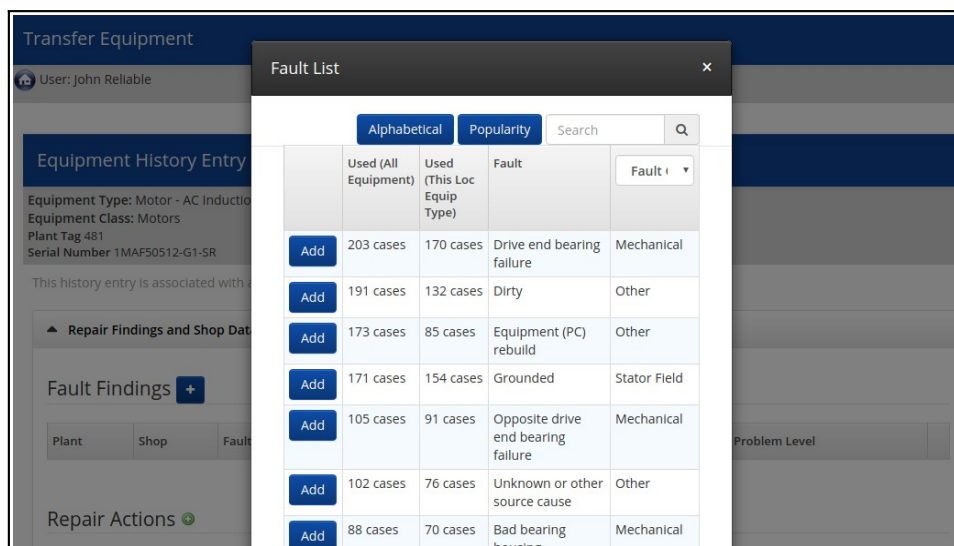 Transfer Equipment
User: John Reliable
Equipment History Entry
Equipment Type: Motor - AC Inductio
Equipment Class: Motors
Plant Tag 481
Serial Number 1MAF50512-G1-SR
This history entry is associated with a
Repair Findings and Shop Dat
Fault Findings +
Plant Shop Fault Problem Level
Repair Actions
Fault List ×
Alphabetical Popularity Search
Used (All Equipment) Used (This Loc Equip Type) Fault Fault
Add 203 cases 170 cases Drive end bearing failure Mechanical
Add 191 cases 132 cases Dirty Other
Add 173 cases 85 cases Equipment (PC) rebuild Other
Add 171 cases 154 cases Grounded Stator Field
Add 105 cases 91 cases Opposite drive end bearing failure Mechanical
Add 102 cases 76 cases Unknown or other source cause Other
Add 88 cases 70 cases Bad bearing housing Mechanical